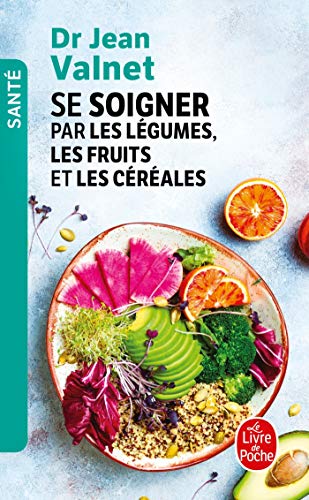 SANTÉ
Dr Jean
Valnet
SE SOIGNER
PAR LES LÉGUMES,
LES FRUITS
ET LES CÉRÉALES
Le
Livre
de
Poche